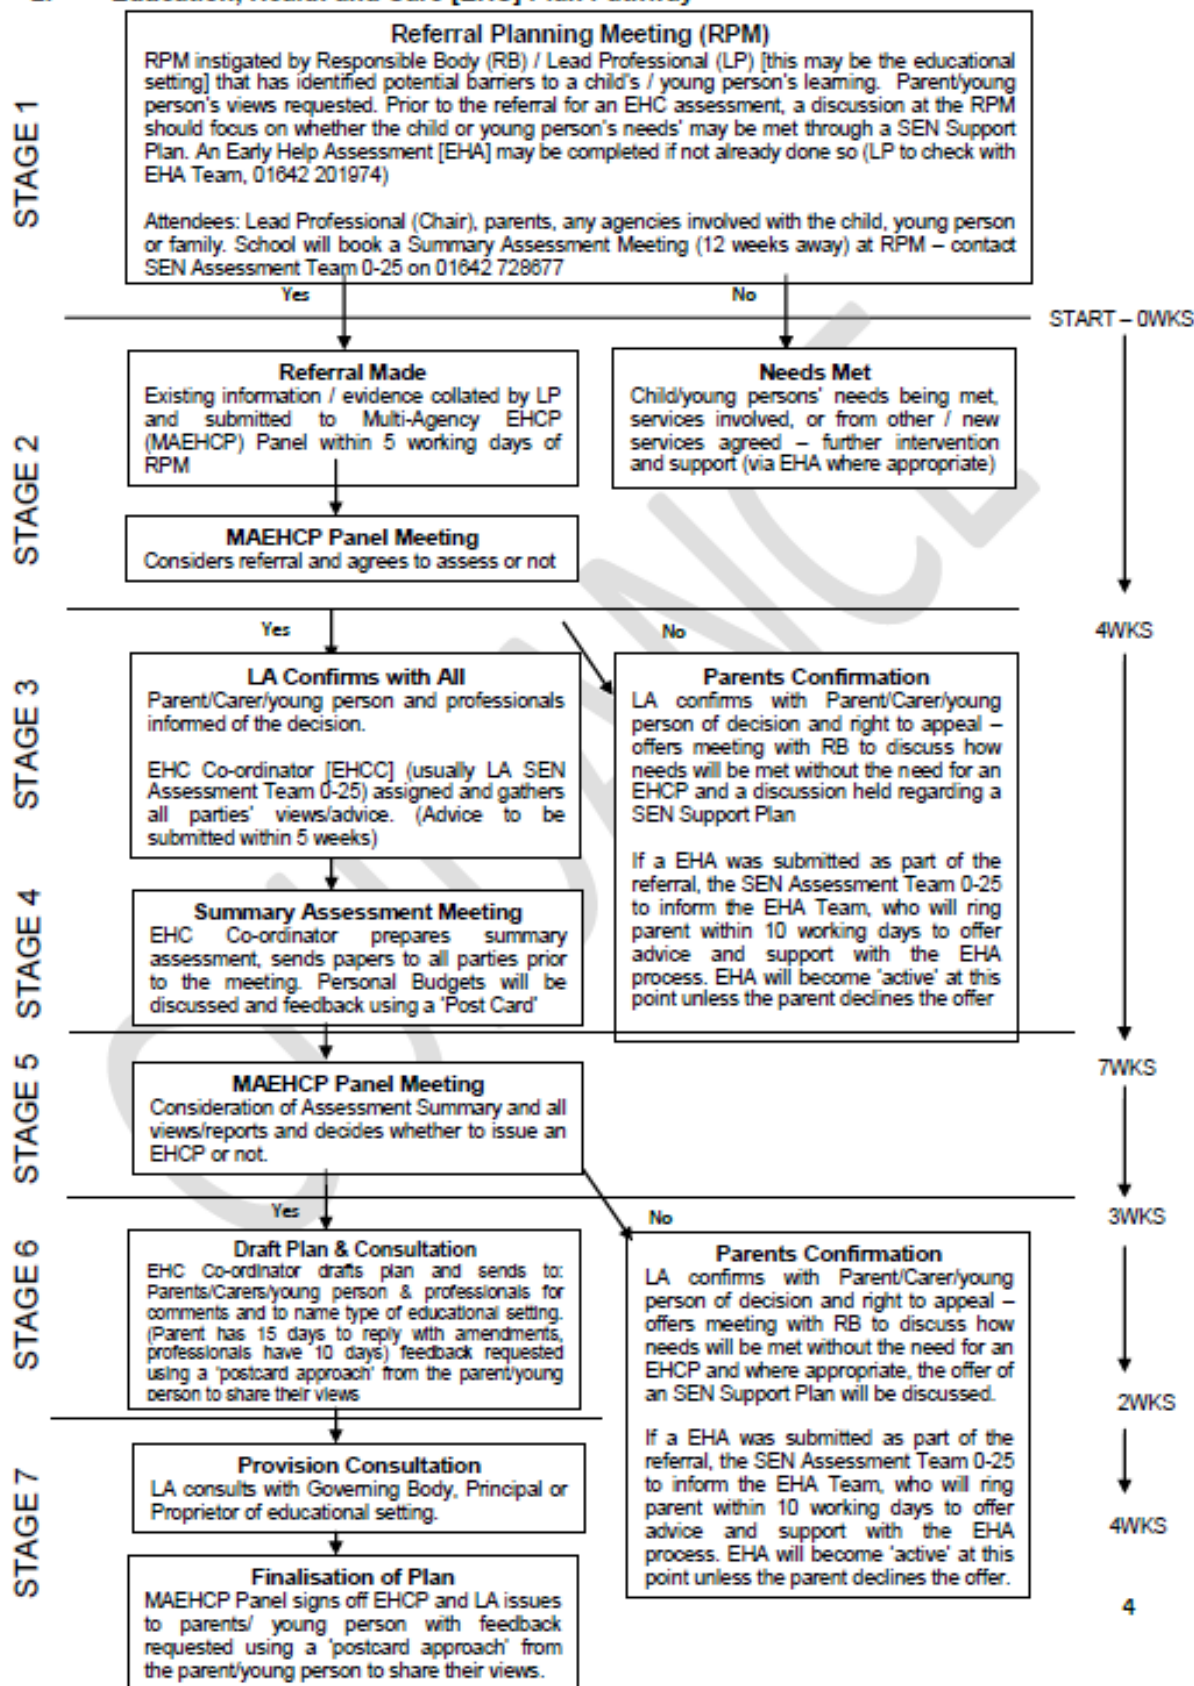 Education, Health and Care [EHC] Plan Pathway
Referral Planning Meeting (RPM)
RPM instigated by Responsible Body (RB) / Lead Professional (LP) [this may be the educational
setting] that has identified potential barriers to a child's / young person's learning. Parent/young
person's views requested. Prior to the referral for an EHC assessment, a discussion at the RPM
should focus on whether the child or young person's needs' may be met through a SEN Support
Plan. An Early Help Assessment [EHA] may be completed if not already done so (LP to check with
EHA Team, 01642 201974)
Attendees: Lead Professional (Chair), parents, any agencies involved with the child, young person
or family. School will book a Summary Assessment Meeting (12 weeks away) at RPM – contact
SEN Assessment Team 0-25 on 01642 728677
STAGE 1
Yes
No
START – 0WKS
STAGE 2
Referral Made
Existing information / evidence collated by LP
and submitted to Multi-Agency EHCP
(MAEHCP) Panel within 5 working days of
RPM
Needs Met
Child/young persons' needs being met,
services involved, or from other / new
services agreed – further intervention
and support (via EHA where appropriate)
MAEHCP Panel Meeting
Considers referral and agrees to assess or not
Yes
No
4WKS
STAGE 3
LA Confirms with All
Parent/Carer/young person and professionals
informed of the decision.
EHC Co-ordinator [EHCC] (usually LA SEN
Assessment Team 0-25) assigned and gathers
all parties' views/advice. (Advice to be
submitted within 5 weeks)
Parents Confirmation
LA confirms with Parent/Carer/young
person of decision and right to appeal –
offers meeting with RB to discuss how
needs will be met without the need for an
EHCP and a discussion held regarding a
SEN Support Plan
If a EHA was submitted as part of the
referral, the SEN Assessment Team 0-25
to inform the EHA Team, who will ring
parent within 10 working days to offer
advice and support with the EHA
process. EHA will become 'active' at this
point unless the parent declines the offer
STAGE 4
Summary Assessment Meeting
EHC Co-ordinator prepares summary
assessment, sends papers to all parties prior
to the meeting. Personal Budgets will be
discussed and feedback using a 'Post Card'
7WKS
STAGE 5
MAEHCP Panel Meeting
Consideration of Assessment Summary and all
views/reports and decides whether to issue an
EHCP or not.
3WKS
Yes
No
STAGE 6
Draft Plan & Consultation
EHC Co-ordinator drafts plan and sends to:
Parents/Carers/young person & professionals for
comments and to name type of educational setting.
(Parent has 15 days to reply with amendments,
professionals have 10 days) feedback requested
using a 'postcard approach' from the parent/young
person to share their views
Parents Confirmation
LA confirms with Parent/Carer/young
person of decision and right to appeal –
offers meeting with RB to discuss how
needs will be met without the need for an
EHCP and where appropriate, the offer of
an SEN Support Plan will be discussed.
If a EHA was submitted as part of the
referral, the SEN Assessment Team 0-25
to inform the EHA Team, who will ring
parent within 10 working days to offer
advice and support with the EHA
process. EHA will become 'active' at this
point unless the parent declines the offer.
2WKS
STAGE 7
Provision Consultation
LA consults with Governing Body, Principal or
Proprietor of educational setting.
4WKS
Finalisation of Plan
MAEHCP Panel signs off EHCP and LA issues
to parents/ young person with feedback
requested using a 'postcard approach' from
the parent/young person to share their views.
4